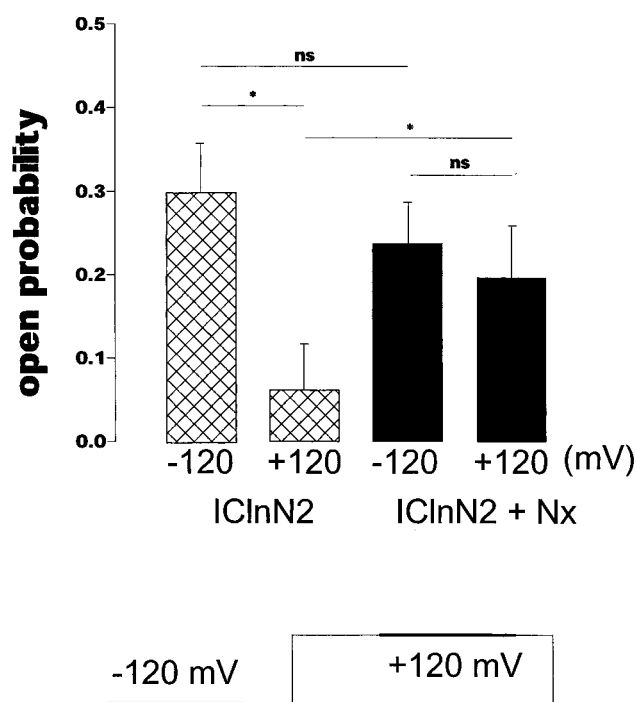 0.5
ns
0.4
*
*
ns
0.3
0.2
0.1
0.0
open probability
-120 +120 -120 +120 (mV)
IClnN2 IClnN2 + Nx
-120 mV +120 mV